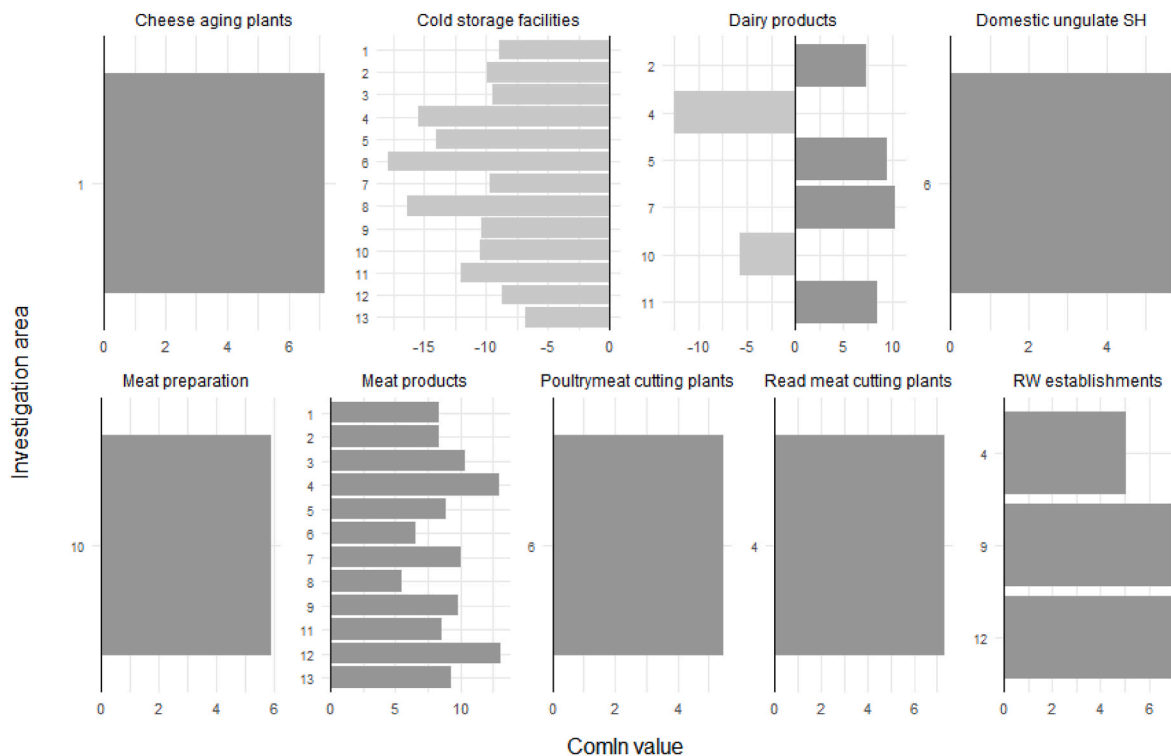 Cheese aging plants
Cold storage facilities
Dairy products
Domestic ungulate SH
1
1
2
3
4
5
6
7
8
9
10
11
12
13
2
4
5
7
10
11
6
0 2 4 6
-15 -10 -5 0
-10 -5 0 5 10
0 2 4
Investigation area
Meat preparation
Meat products
Poultrymeat cutting plants
Read meat cutting plants
RW establishments
10
1
2
3
4
5
6
7
8
9
11
12
13
6
4
4
9
12
0 2 4 6
0 5 10
0 2 4
0 2 4 6
0 2 4 6
ComIn value